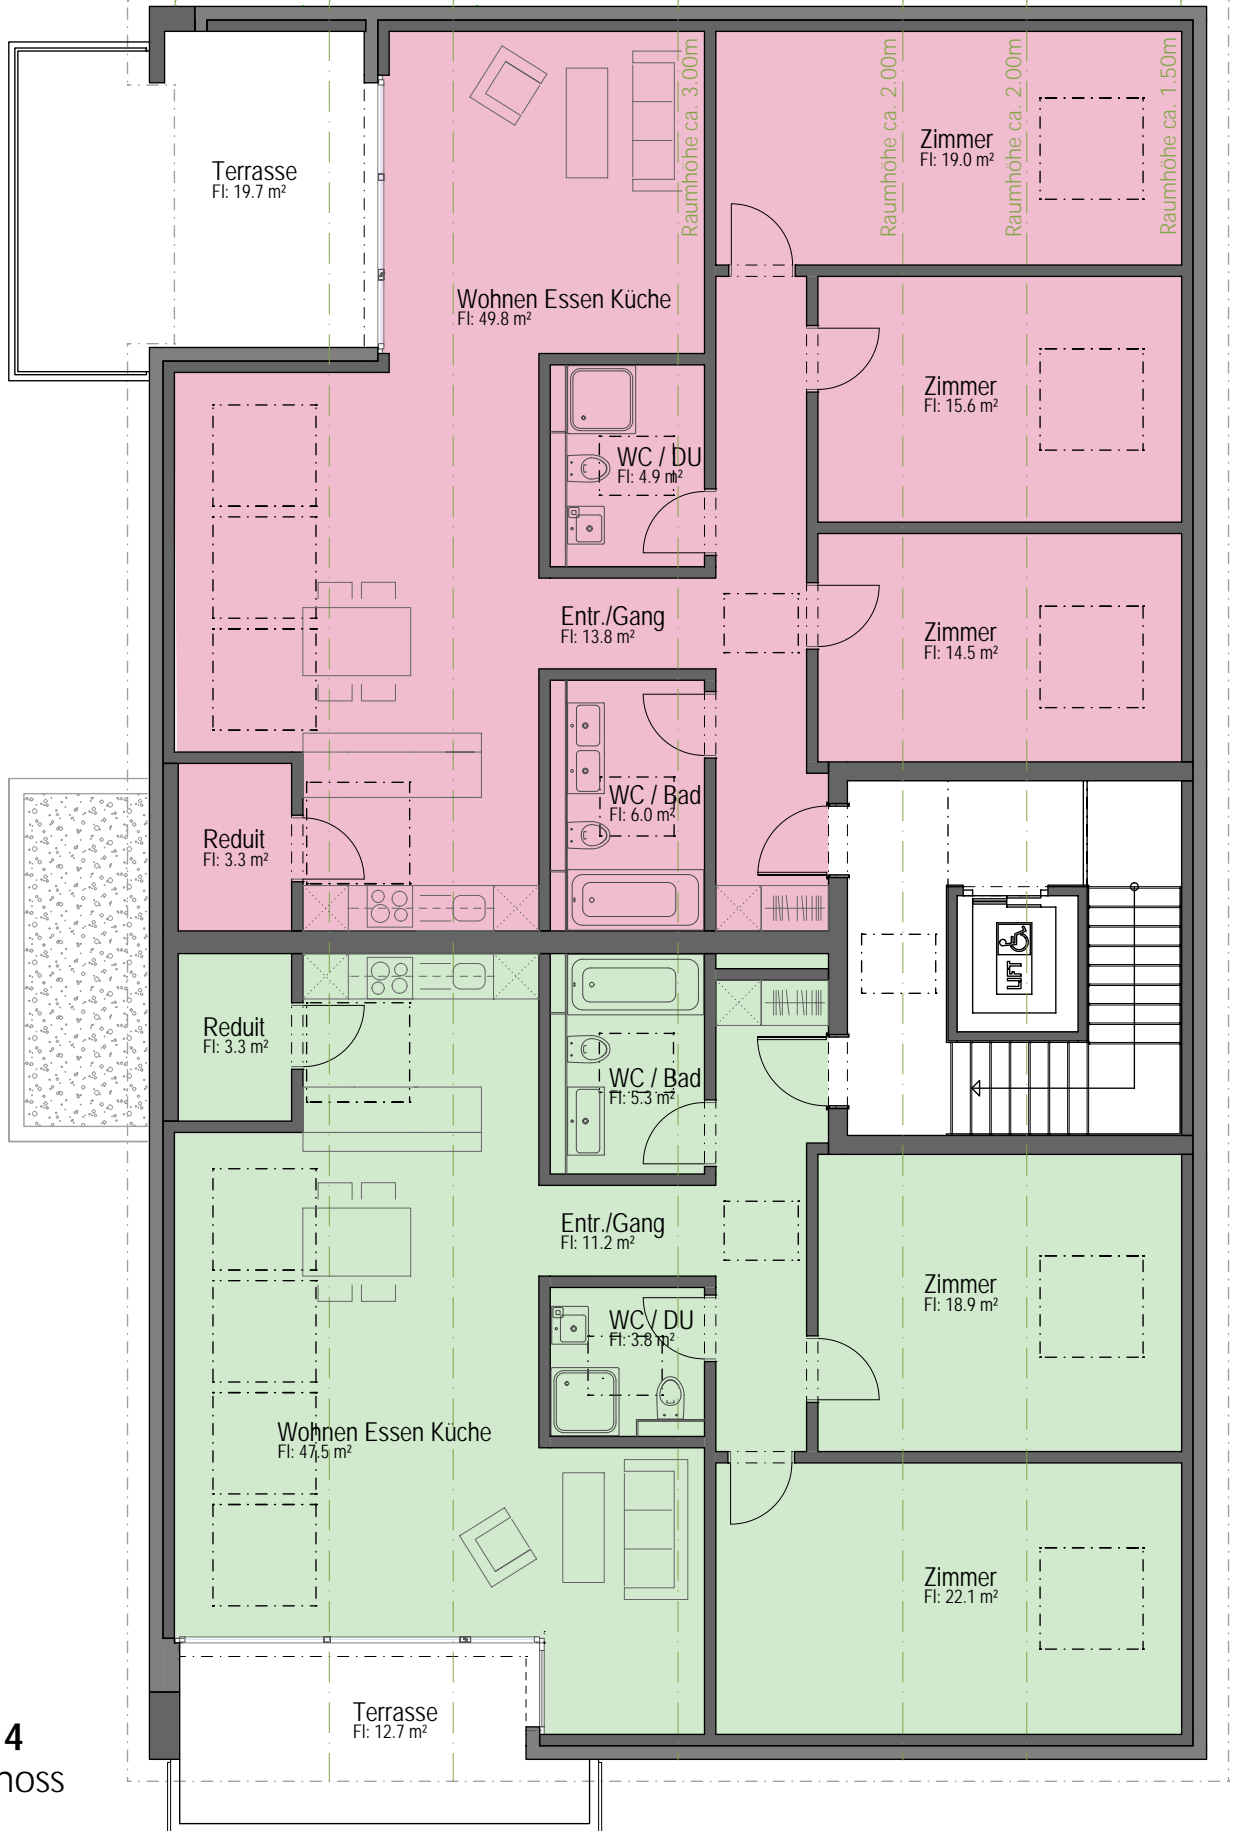 Raumhöhe ca. 3.00m
Raumhöhe ca. 2.00m
Raumhöhe ca. 2.00m
Raumhöhe ca. 1.50m
Zimmer
Fl: 19.0 m²
Terrasse
Fl: 19.7 m²
Wohnen Essen Küche
Fl: 49.8 m²
Zimmer
Fl: 15.6 m²
WC / DU
Fl: 4.9 m²
Entr./Gang
Fl: 13.8 m²
Zimmer
Fl: 14.5 m²
WC / Bad
Fl: 6.0 m²
Reduit
Fl: 3.3 m²
LIFT
Reduit
Fl: 3.3 m²
WC / Bad
Fl: 5.3 m²
Entr./Gang
Fl: 11.2 m²
Zimmer
Fl: 18.9 m²
WC / DU
Fl: 3.8 m²
Wohnen Essen Küche
Fl: 47.5 m²
Zimmer
Fl: 22.1 m²
Terrasse
Fl: 12.7 m²
4
hoss